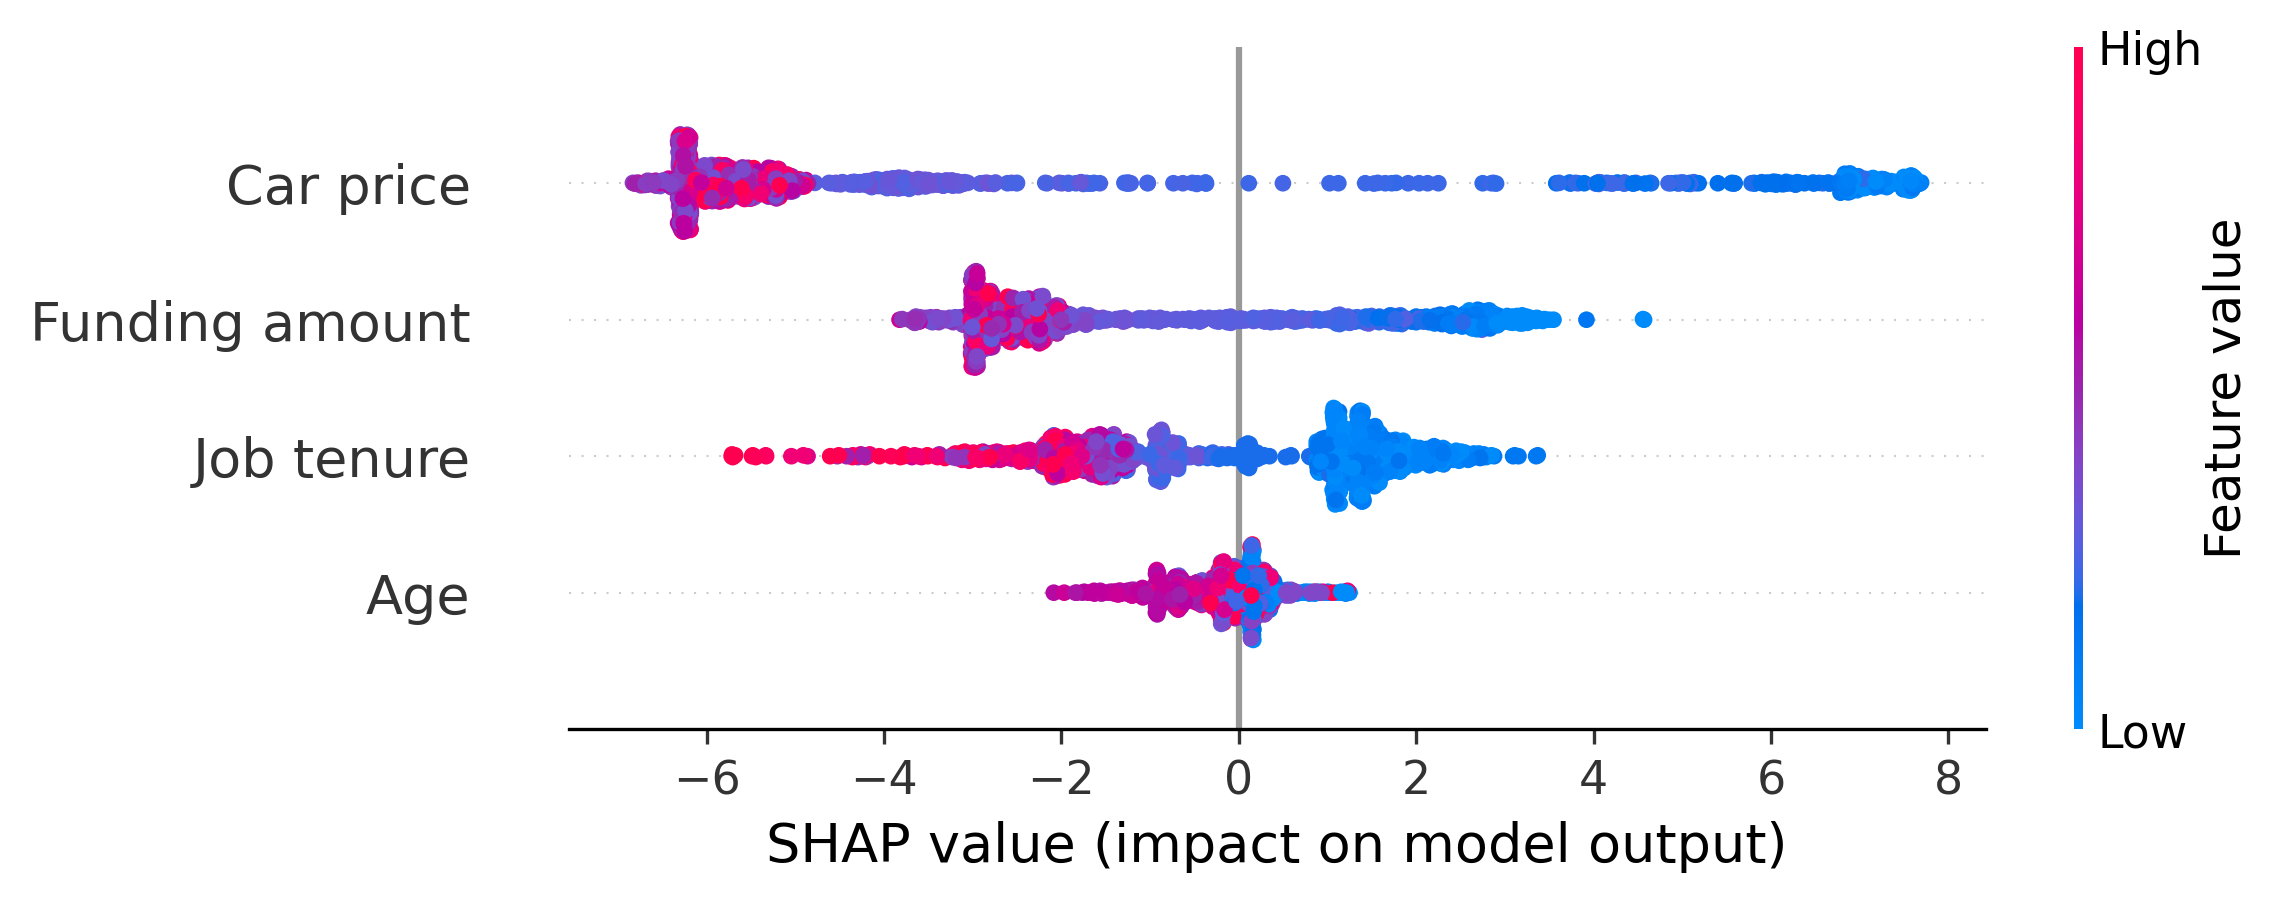 High
Car price
Funding amount
Job tenure
Age
Feature value
Low
−6 −4 −2 0 2 4 6 8
SHAP value (impact on model output)